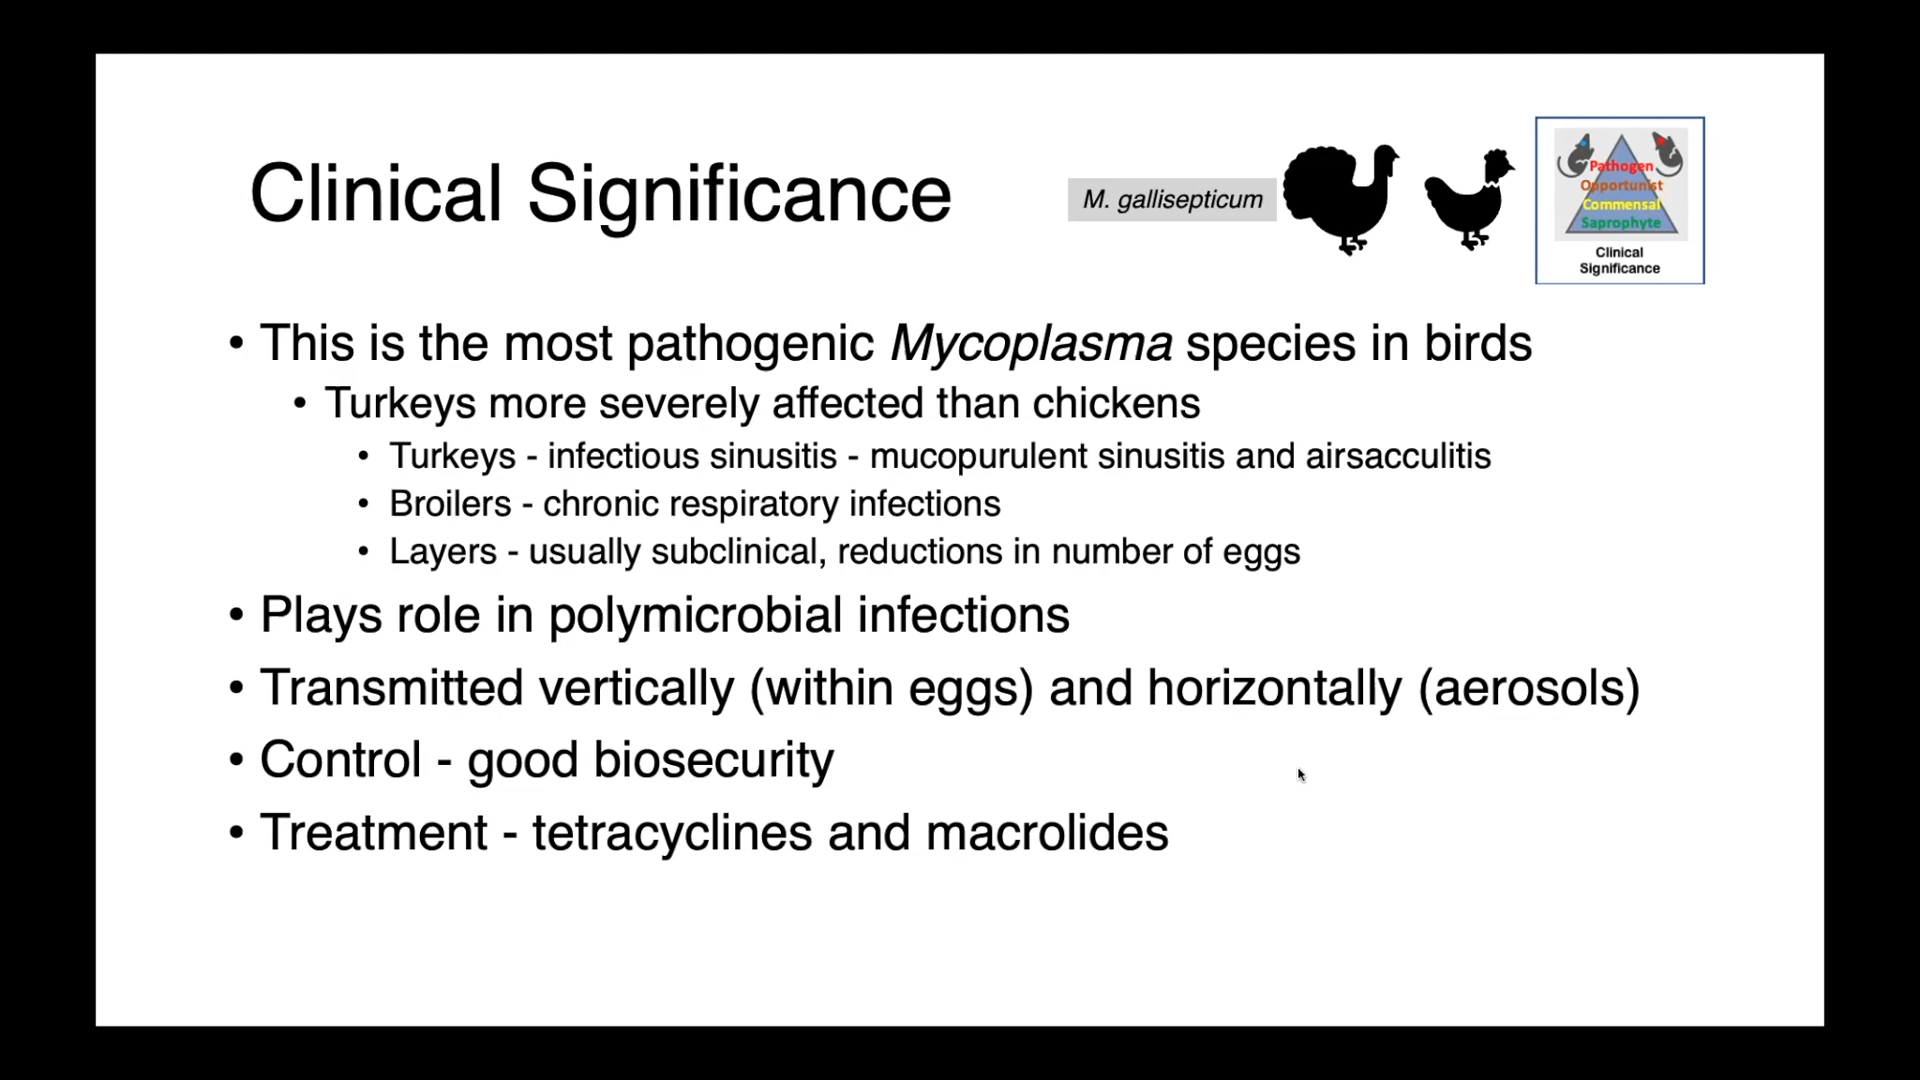 Clinical Significance
M. gallisepticum
Pathogen
Opportunist
Commensal
Saprophyte
Clinical
Significance
• This is the most pathogenic Mycoplasma species in birds
• Turkeys more severely affected than chickens
• Turkeys - infectious sinusitis - mucopurulent sinusitis and airsacculitis
• Broilers - chronic respiratory infections
• Layers - usually subclinical, reductions in number of eggs
• Plays role in polymicrobial infections
• Transmitted vertically (within eggs) and horizontally (aerosols)
• Control - good biosecurity
• Treatment - tetracyclines and macrolides